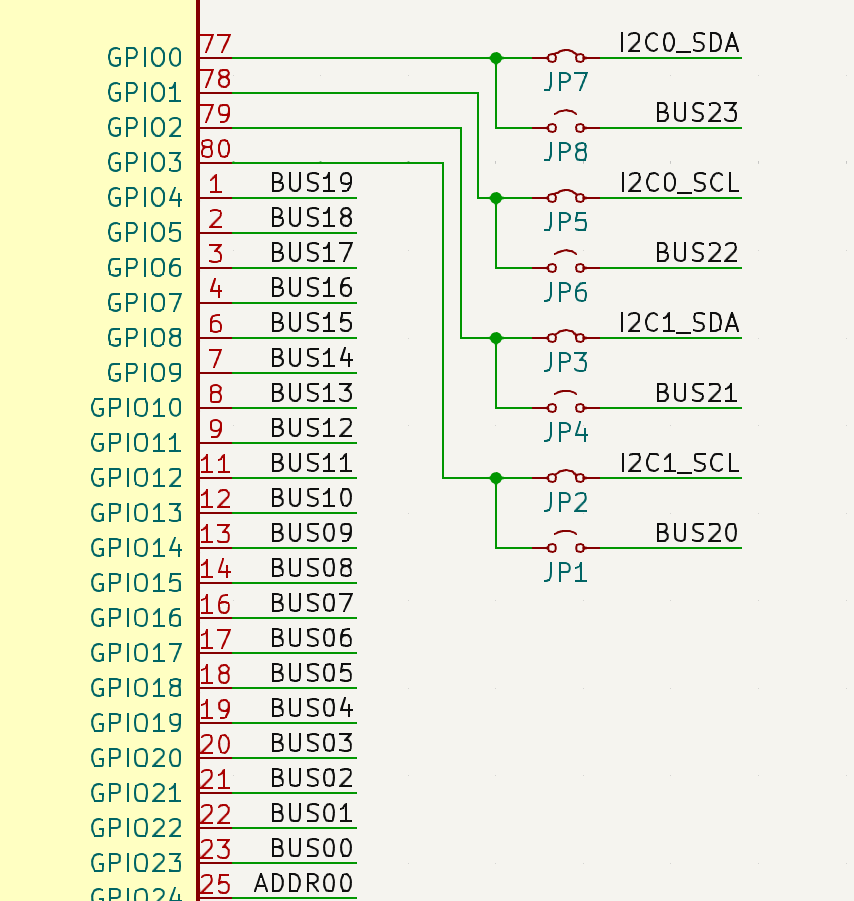 77 I2C0_SDA
GPIO0
78 JP7
GPIO1
79 BUS23
GPIO2
80 JP8
GPIO3
1 BUS19 I2C0_SCL
GPIO4
2 BUS18 JP5
GPIO5
3 BUS17 BUS22
GPIO6
4 BUS16 JP6
GPIO7
6 BUS15 I2C1_SDA
GPIO8
7 BUS14 JP3
GPIO9
8 BUS13 BUS21
GPIO10
9 BUS12 JP4
GPIO11
11 BUS11 I2C1_SCL
GPIO12
12 BUS10 JP2
GPIO13
13 BUS09 BUS20
GPIO14
14 BUS08 JP1
GPIO15
16 BUS07
GPIO16
17 BUS06
GPIO17
18 BUS05
GPIO18
19 BUS04
GPIO19
20 BUS03
GPIO20
21 BUS02
GPIO21
22 BUS01
GPIO22
23 BUS00
GPIO23
25 ADDR00
GPIO24